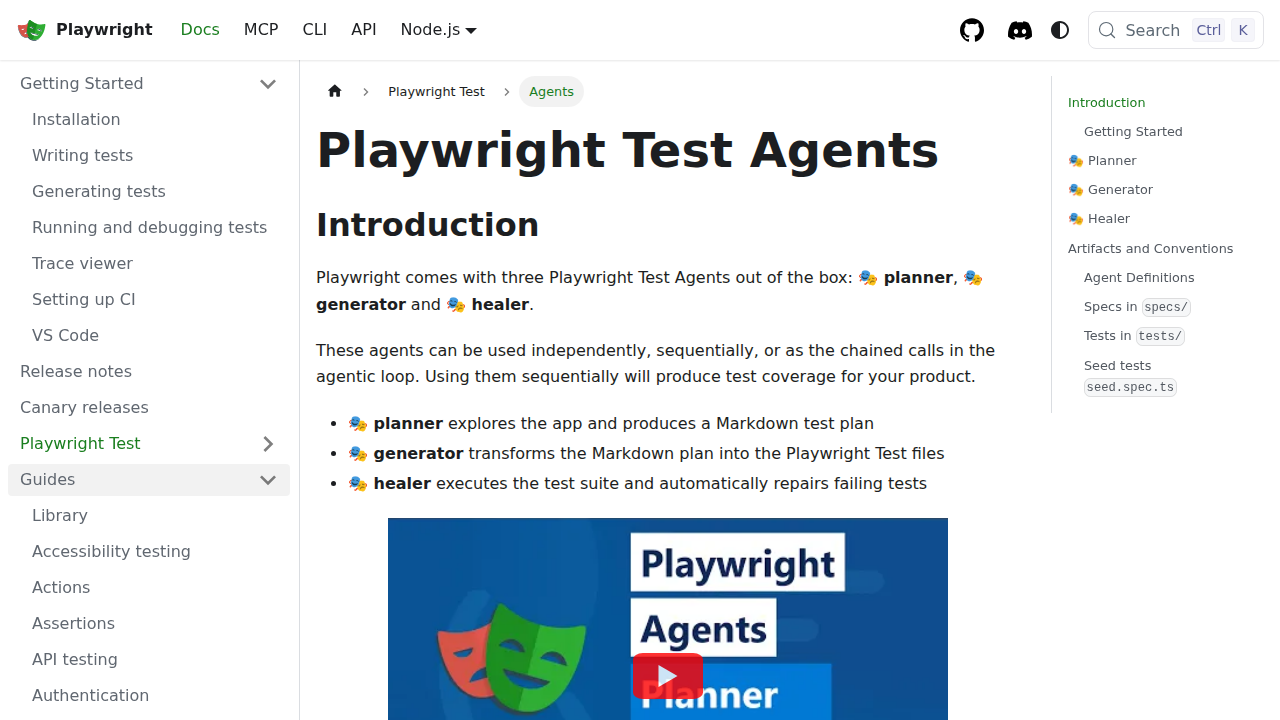 Playwright
Docs
MCP
CLI
API
Node.js
Search
Ctrl
K
Getting Started
Installation
Writing tests
Generating tests
Running and debugging tests
Trace viewer
Setting up CI
VS Code
Release notes
Canary releases
Playwright Test
Guides
Library
Accessibility testing
Actions
Assertions
API testing
Authentication
Playwright Test
Agents
Playwright Test Agents
Introduction
Playwright comes with three Playwright Test Agents out of the box: 🎭 planner, 🎭
generator and 🎭 healer.
These agents can be used independently, sequentially, or as the chained calls in the
agentic loop. Using them sequentially will produce test coverage for your product.
• 🎭 planner explores the app and produces a Markdown test plan
• 🎭 generator transforms the Markdown plan into the Playwright Test files
• 🎭 healer executes the test suite and automatically repairs failing tests
Playwright
Agents
Planner
Introduction
Getting Started
🎭 Planner
🎭 Generator
🎭 Healer
Artifacts and Conventions
Agent Definitions
Specs in specs/
Tests in tests/
Seed tests
seed.spec.ts